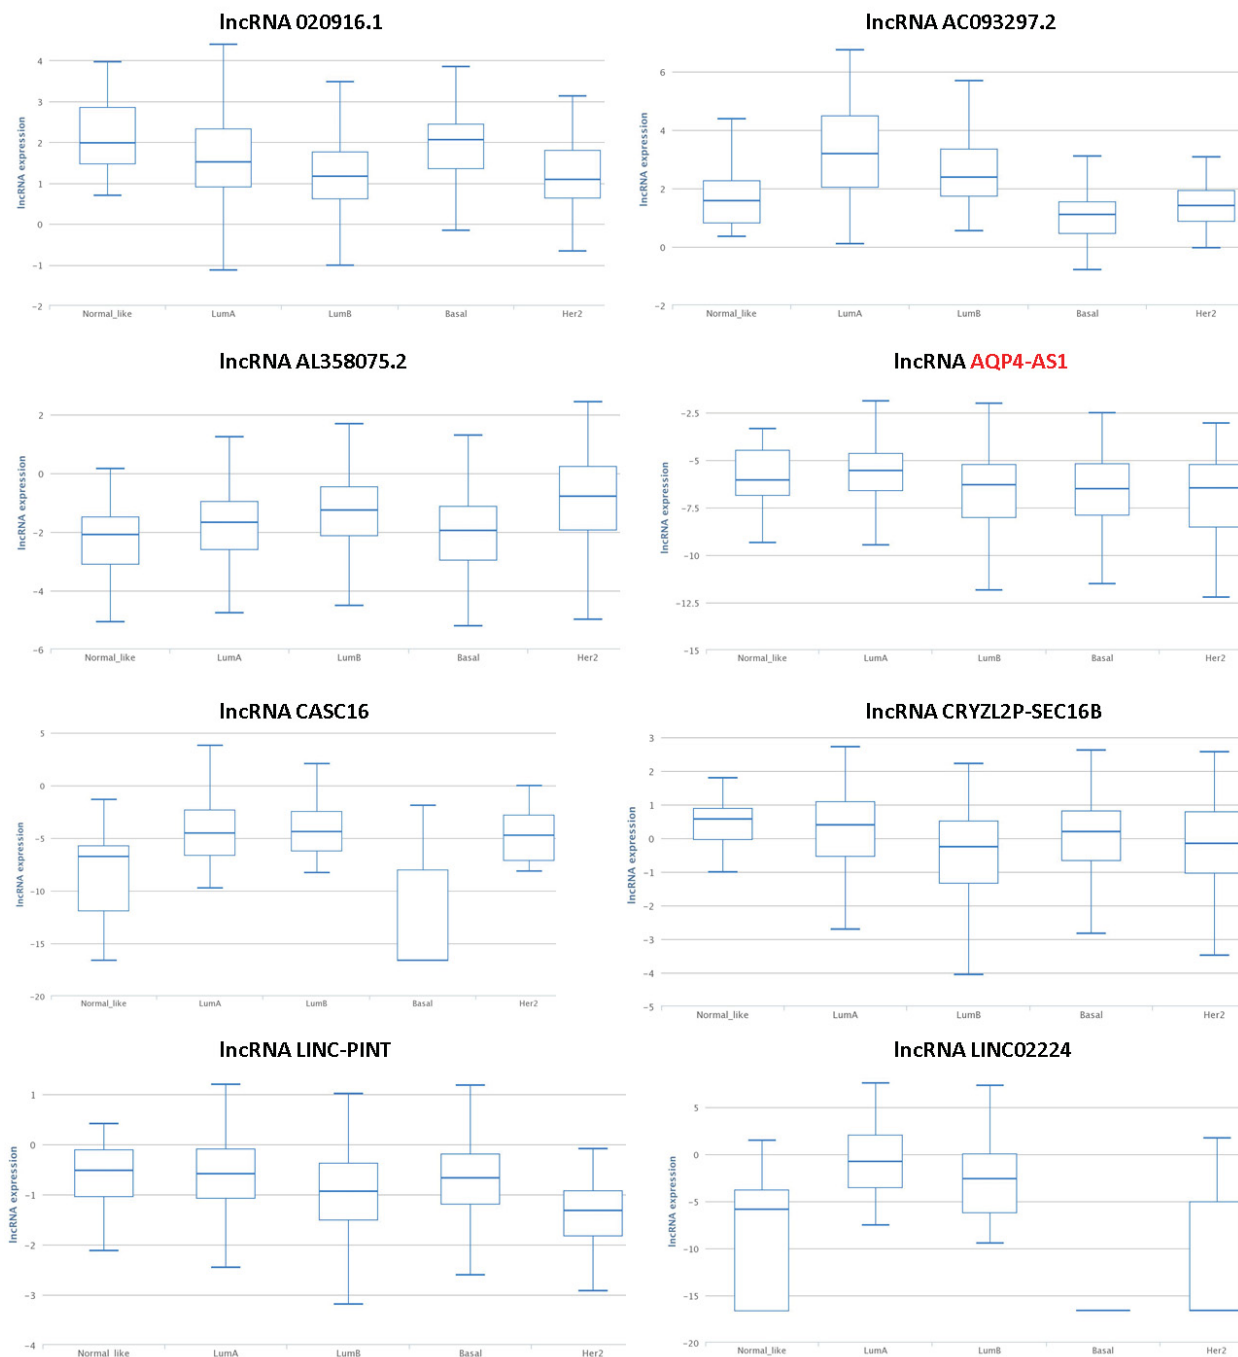 lncRNA 020916.1
lncRNA expression
4
3
2
1
0
−1
−2
Normal_like LumA LumB Basal Her2
lncRNA AC093297.2
lncRNA expression
6
4
2
0
−2
Normal_like LumA LumB Basal Her2
lncRNA AL358075.2
lncRNA expression
2
0
−2
−4
−6
Normal_like LumA LumB Basal Her2
lncRNA AQP4-AS1
lncRNA expression
−2.5
−5
−7.5
−10
−12.5
−15
Normal_like LumA LumB Basal Her2
lncRNA CASC16
lncRNA expression
5
0
−5
−10
−15
−20
Normal_like LumA LumB Basal Her2
lncRNA CRYZL2P-SEC16B
lncRNA expression
3
2
1
0
−1
−2
−3
−4
−5
Normal_like LumA LumB Basal Her2
lncRNA LINC-PINT
lncRNA expression
1
0
−1
−2
−3
−4
Normal_like LumA LumB Basal Her2
lncRNA LINC02224
lncRNA expression
5
0
−5
−10
−15
−20
Normal_like LumA LumB Basal Her2